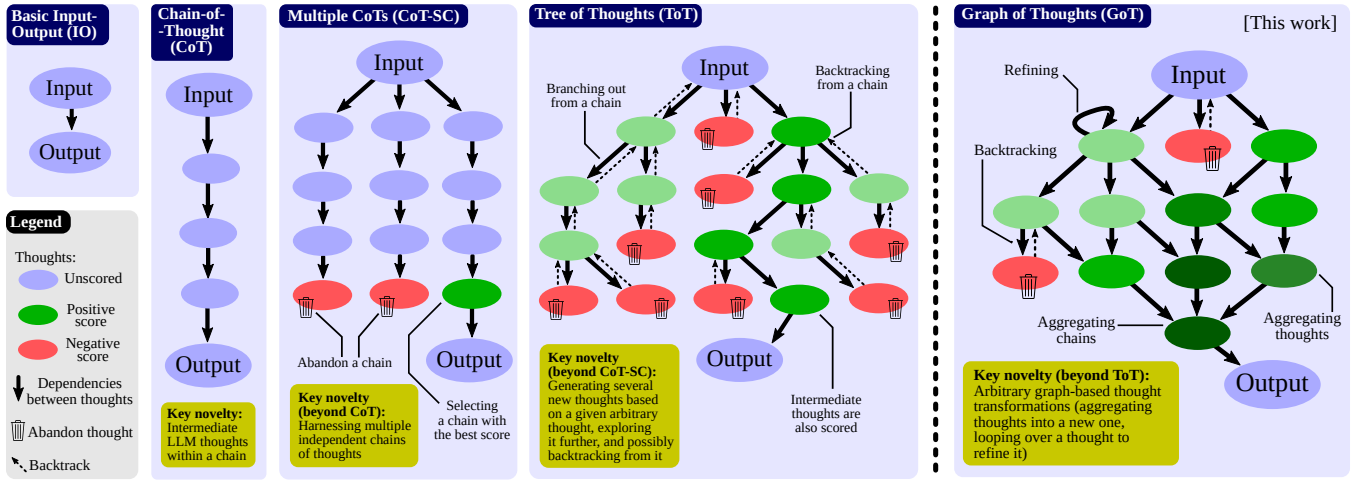 Basic Input-
Output (IO)
Input
Output
Legend
Thoughts:
Unscored
Positive
score
Negative
score
Dependencies
between thoughts
Abandon thought
Backtrack
Chain-of-
-Thought
(CoT)
Input
Output
Key novelty:
Intermediate
LLM thoughts
within a chain
Multiple CoTs (CoT-SC)
Input
Abandon a chain
Output
Key novelty
(beyond CoT):
Harnessing multiple
independent chains
of thoughts
Selecting
a chain with
the best score
Tree of Thoughts (ToT)
Input
Branching out
from a chain
Backtracking
from a chain
Output
Key novelty
(beyond CoT-SC):
Generating several
new thoughts based
on a given arbitrary
thought, exploring
it further, and possibly
backtracking from it
Intermediate
thoughts are
also scored
Graph of Thoughts (GoT)
[This work]
Refining
Input
Backtracking
Aggregating
chains
Aggregating
thoughts
Output
Key novelty (beyond ToT):
Arbitrary graph-based thought
transformations (aggregating
thoughts into a new one,
looping over a thought to
refine it)